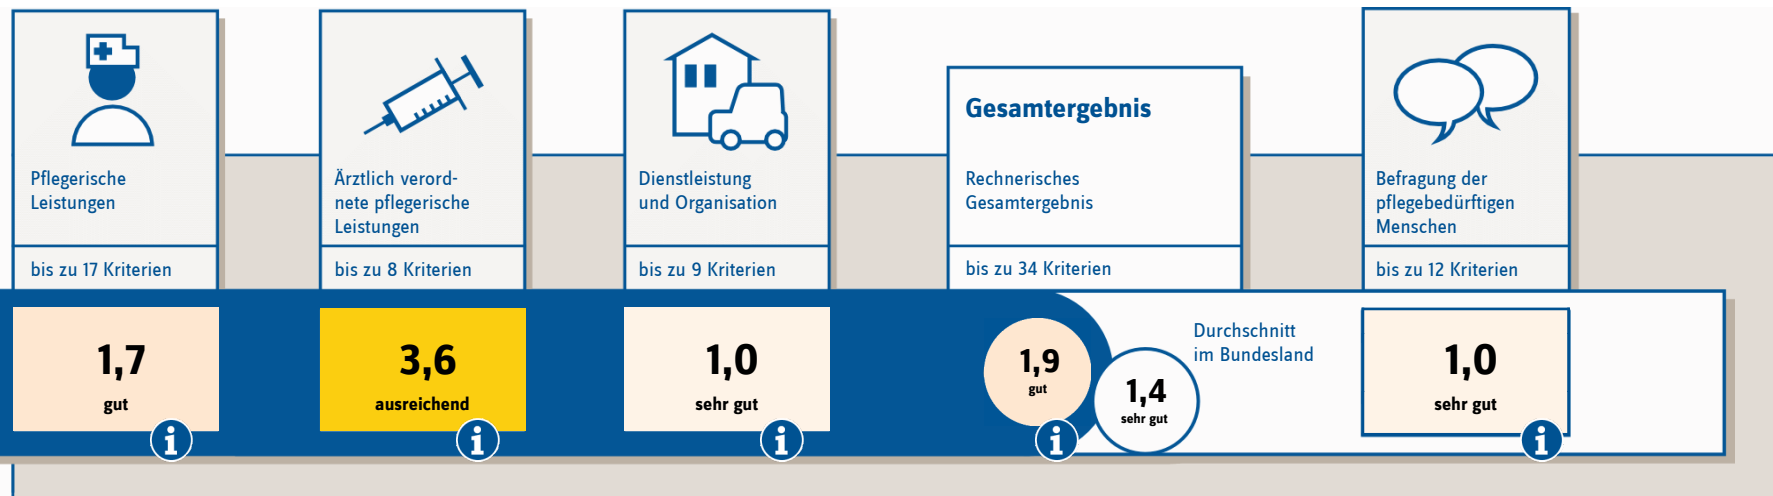 Pflegerische
Leistungen
bis zu 17 Kriterien
1,7
gut
i
Ärztlich verord-
nete pflegerische
Leistungen
bis zu 8 Kriterien
3,6
ausreichend
i
Dienstleistung
und Organisation
bis zu 9 Kriterien
1,0
sehr gut
i
Gesamtergebnis
Rechnerisches
Gesamtergebnis
bis zu 34 Kriterien
1,9
gut
i
1,4
sehr gut
Durchschnitt
im Bundesland
Befragung der
pflegebedürftigen
Menschen
bis zu 12 Kriterien
1,0
sehr gut
i